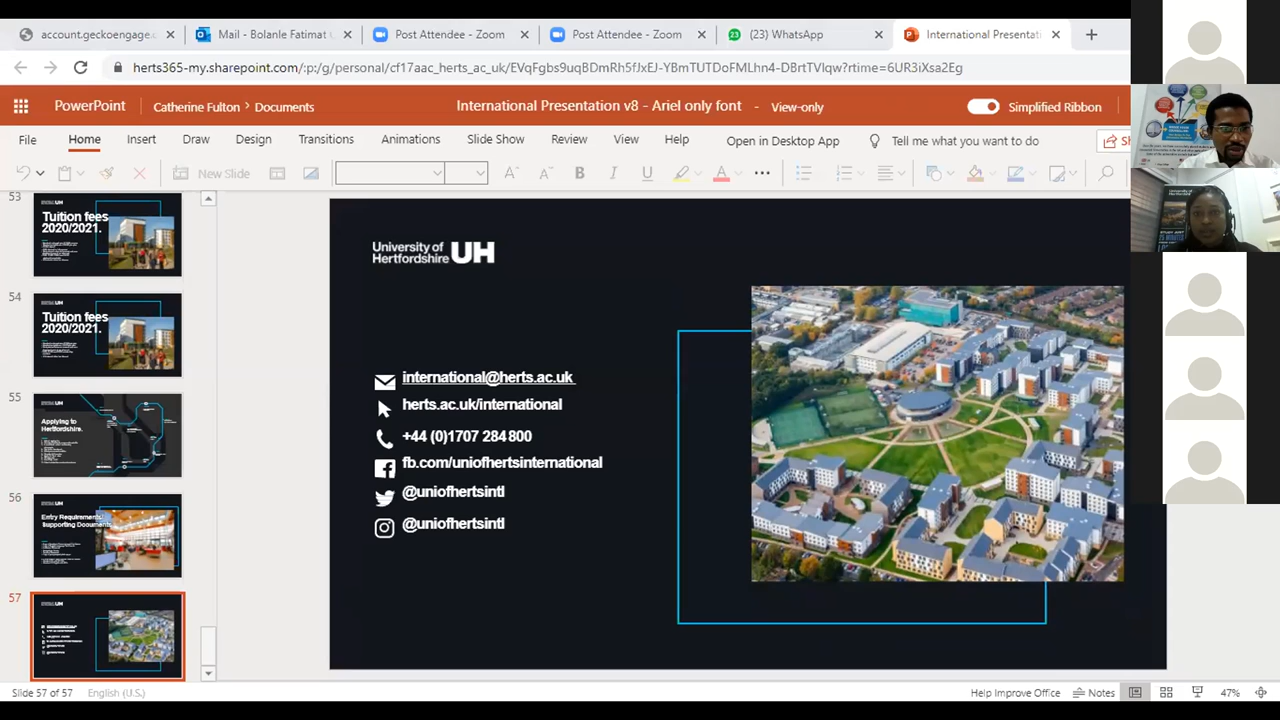 account.geckoengage.c
Mail - Bolanle Fatimat
Post Attendee - Zoom
Post Attendee - Zoom
(23) WhatsApp
International Presentati
herts365-my.sharepoint.com/:p:/g/personal/cf17aac_herts_ac_uk/EVqFgbs9uqBDmRh5fJxEJ-YBmTUTDoFMLhn4-DBrtTVIqw?rtime=6UR3iXsa2Eg
PowerPoint
Catherine Fulton > Documents
International Presentation v8 - Ariel only font - View-only
Simplified Ribbon
File
Home
Insert
Draw
Design
Transitions
Animations
Review
View
Help
Open in Desktop App
Tell me what you want to do
Sh
New Slide
B
U
A
53
Tuition fees
2020/2021.
54
Tuition fees
2020/2021.
55
Applying to
Hertfordshire.
56
Entry Requirements/
Supporting Documents
57
University of
Hertfordshire UH
international@herts.ac.uk
herts.ac.uk/international
+44 (0)1707 284800
fb.com/uniofhertsinternational
@uniofhertsintl
@uniofhertsintl
Slide 57 of 57
English (U.S.)
Help Improve Office
Notes
47%